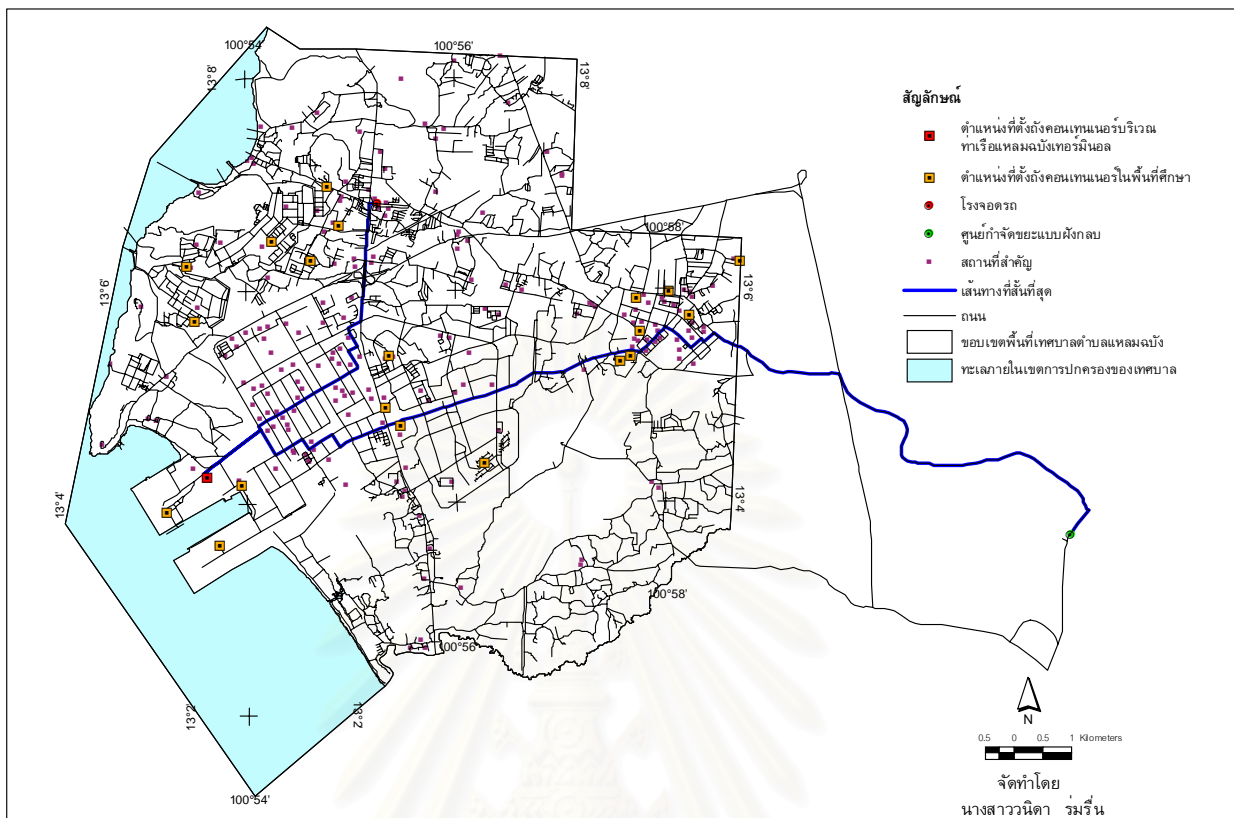 100°54'
100°56'
13°8'
13°8'
สัญลักษณ์
ตำแหน่งที่ตั้งถังคอนเทนเนอร์บริเวณ
ท่าเรือแหลมฉบังเทอร์มินอล
ตำแหน่งที่ตั้งถังคอนเทนเนอร์ในพื้นที่ศึกษา
โรงจอดรถ
ศูนย์กำจัดขยะแบบฝังกลบ
สถานที่สำคัญ
เส้นทางที่สั้นที่สุด
ถนน
ขอบเขตพื้นที่เทศบาลตำบลแหลมฉบัง
ทะเลภายในเขตการปกครองของเทศบาล
100°58'
13°6'
13°6'
13°4'
13°4'
100°58'
100°56'
13°2'
13°2'
100°54'
N
0.5 0 0.5 1 Kilometers
จัดทำโดย
นางสาววนิดา ร่มรื่น